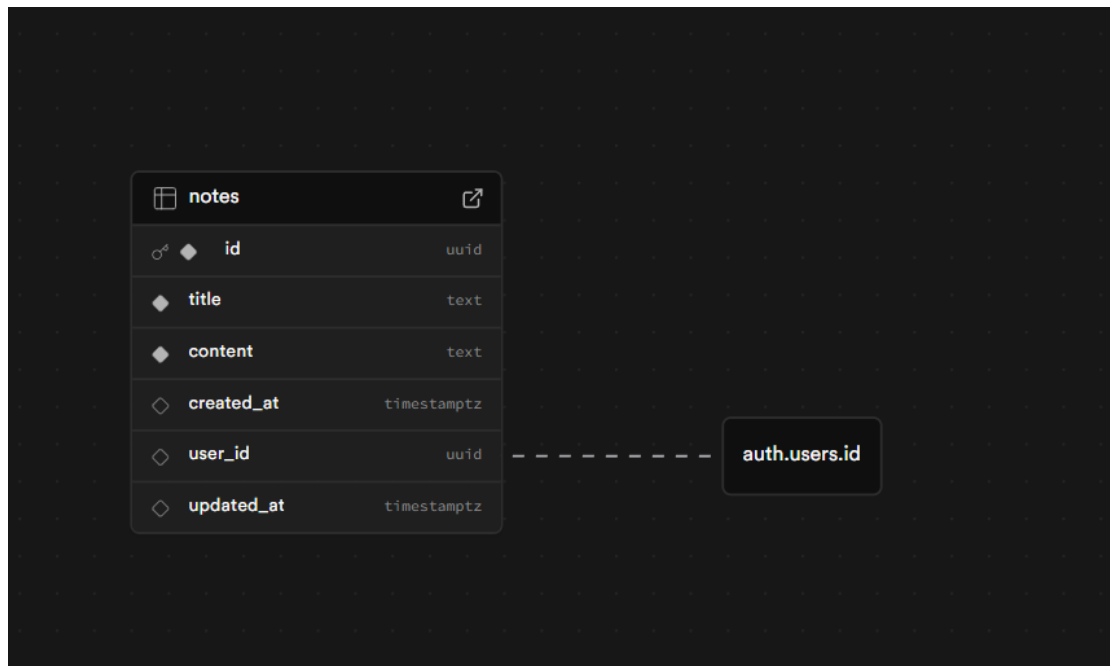 notes
id uuid
title text
content text
created_at timestamptz
user_id uuid auth.users.id
updated_at timestamptz